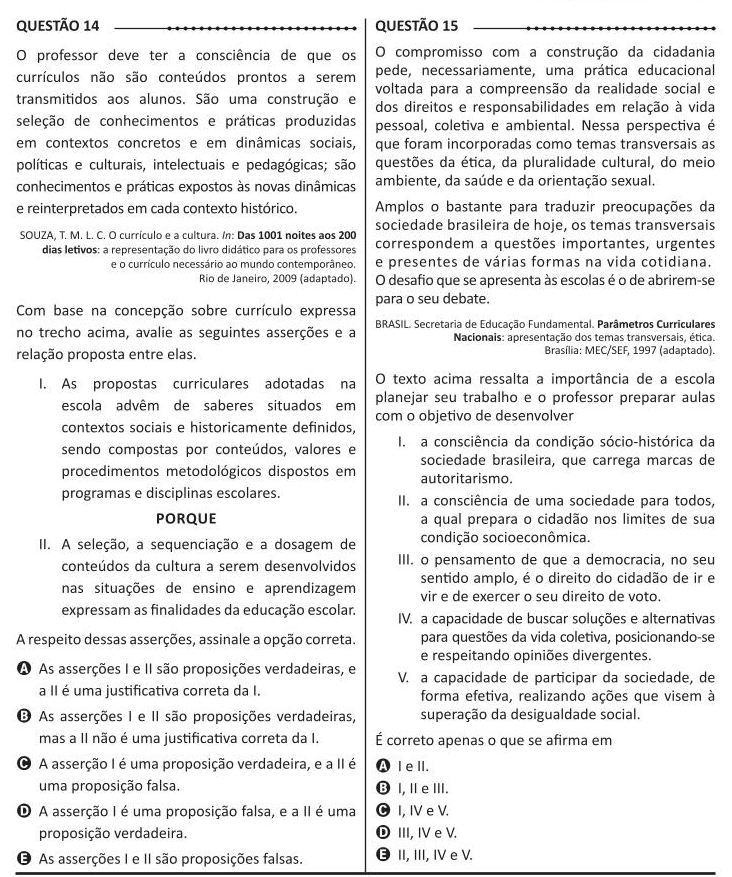 QUESTÃO 14
O professor deve ter a consciência de que os
currículos não são conteúdos prontos a serem
transmitidos aos alunos. São uma construção e
seleção de conhecimentos e práticas produzidas
em contextos concretos e em dinâmicas sociais,
políticas e culturais, intelectuais e pedagógicas; são
conhecimentos e práticas expostos às novas dinâmicas
e reinterpretados em cada contexto histórico.
SOUZA, T. M. L. C. O currículo e a cultura. In: Das 1001 noites aos 200
dias letivos: a representação do livro didático para os professores
e o currículo necessário ao mundo contemporâneo.
Rio de Janeiro, 2009 (adaptado).
Com base na concepção sobre currículo expressa
no trecho acima, avalie as seguintes asserções e a
relação proposta entre elas.
I. As propostas curriculares adotadas na
escola advêm de saberes situados em
contextos sociais e historicamente definidos,
sendo compostas por conteúdos, valores e
procedimentos metodológicos dispostos em
programas e disciplinas escolares.
PORQUE
II. A seleção, a sequenciação e a dosagem de
conteúdos da cultura a serem desenvolvidos
nas situações de ensino e aprendizagem
expressam as finalidades da educação escolar.
A respeito dessas asserções, assinale a opção correta.
A As asserções I e II são proposições verdadeiras, e
a II é uma justificativa correta da I.
B As asserções I e II são proposições verdadeiras,
mas a II não é uma justificativa correta da I.
C A asserção I é uma proposição verdadeira, e a II é
uma proposição falsa.
D A asserção I é uma proposição falsa, e a II é uma
proposição verdadeira.
E As asserções I e II são proposições falsas.
QUESTÃO 15
O compromisso com a construção da cidadania
pede, necessariamente, uma prática educacional
voltada para a compreensão da realidade social e
dos direitos e responsabilidades em relação à vida
pessoal, coletiva e ambiental. Nessa perspectiva é
que foram incorporadas como temas transversais as
questões da ética, da pluralidade cultural, do meio
ambiente, da saúde e da orientação sexual.
Amplos o bastante para traduzir preocupações da
sociedade brasileira de hoje, os temas transversais
correspondem a questões importantes, urgentes
e presentes de várias formas na vida cotidiana.
O desafio que se apresenta às escolas é o de abrirem-se
para o seu debate.
BRASIL. Secretaria de Educação Fundamental. Parâmetros Curriculares
Nacionais: apresentação dos temas transversais, ética.
Brasília: MEC/SEF, 1997 (adaptado).
O texto acima ressalta a importância de a escola
planejar seu trabalho e o professor preparar aulas
com o objetivo de desenvolver
I. a consciência da condição sócio-histórica da
sociedade brasileira, que carrega marcas de
autoritarismo.
II. a consciência de uma sociedade para todos,
a qual prepara o cidadão nos limites de sua
condição socioeconômica.
III. o pensamento de que a democracia, no seu
sentido amplo, é o direito do cidadão de ir e
vir e de exercer o seu direito de voto.
IV. a capacidade de buscar soluções e alternativas
para questões da vida coletiva, posicionando-se
e respeitando opiniões divergentes.
V. a capacidade de participar da sociedade, de
forma efetiva, realizando ações que visem à
superação da desigualdade social.
É correto apenas o que se afirma em
A I e II.
B I, II e III.
C I, IV e V.
D III, IV e V.
E II, III, IV e V.